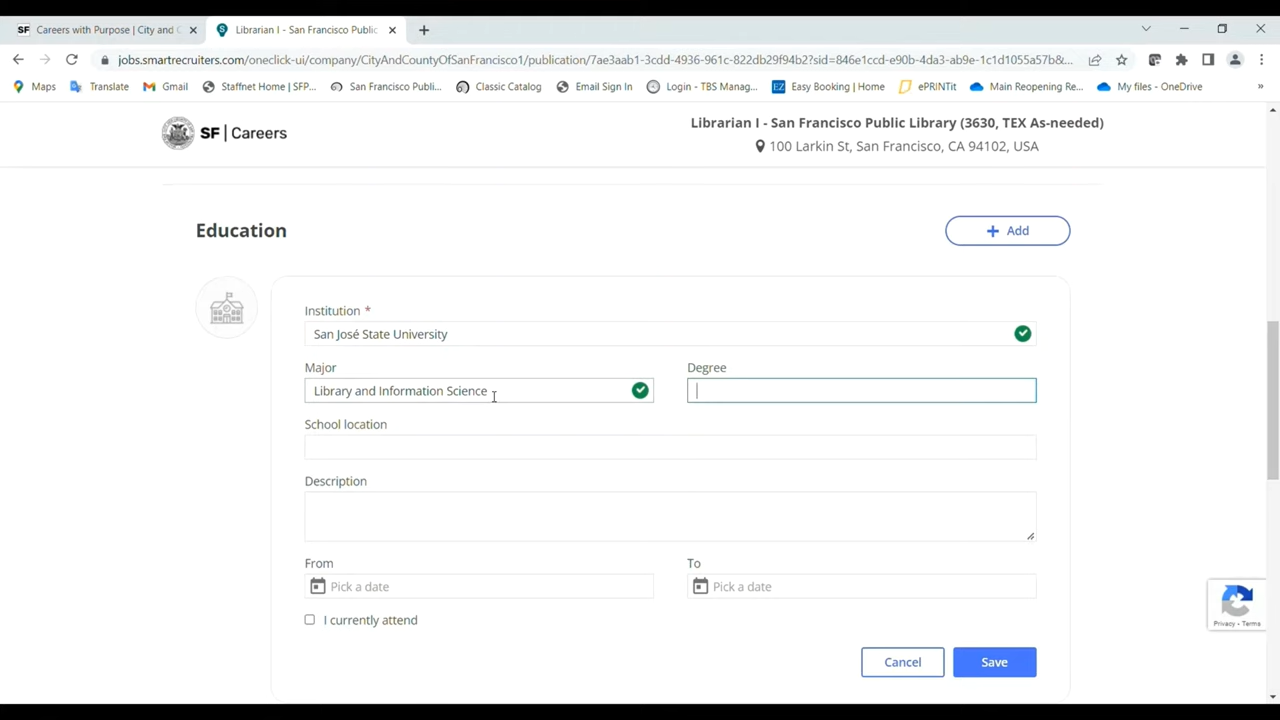 SF Careers with Purpose | City and C
Librarian I - San Francisco Public
jobs.smartrecruiters.com/oneclick-ui/company/CityAndCountyOfSanFrancisco1/publication/7ae3aab1-3cdd-4936-961c-822db29f94b2?sid=846e1ccd-e90b-4da3-ab9e-1c1d1055a57b&...
Maps Translate Gmail Staffnet Home | SFP... San Francisco Publi... Classic Catalog Email Sign In Login - TBS Manag... EZ Easy Booking | Home ePRINTit Main Reopening Re... My files - OneDrive »
SF | Careers
Librarian I - San Francisco Public Library (3630, TEX As-needed)
100 Larkin St, San Francisco, CA 94102, USA
Education
+ Add
Institution *
San José State University
Major Degree
Library and Information Science
School location
Description
From To
Pick a date Pick a date
I currently attend
Cancel Save
Privacy - Terms